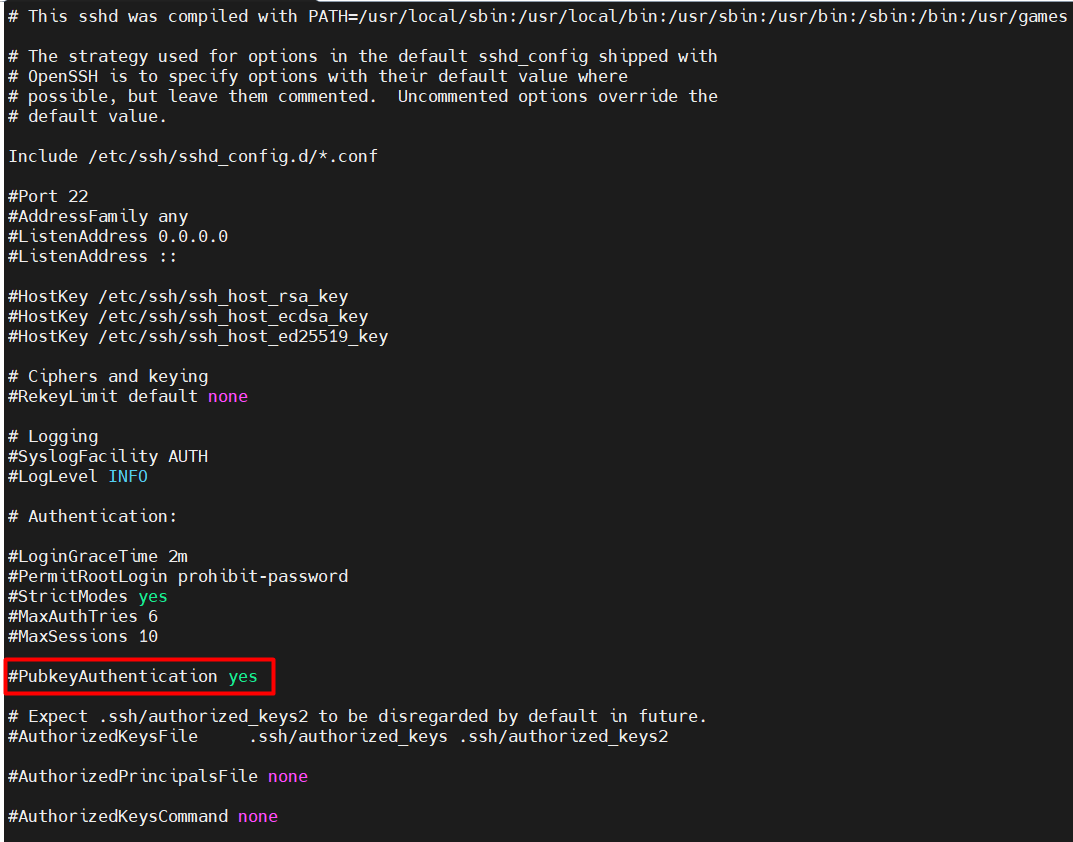 # This sshd was compiled with PATH=/usr/local/sbin:/usr/local/bin:/usr/sbin:/usr/bin:/sbin:/bin:/usr/games
# The strategy used for options in the default sshd_config shipped with
# OpenSSH is to specify options with their default value where
# possible, but leave them commented.  Uncommented options override the
# default value.
Include /etc/ssh/sshd_config.d/*.conf
#Port 22
#AddressFamily any
#ListenAddress 0.0.0.0
#ListenAddress ::
#HostKey /etc/ssh/ssh_host_rsa_key
#HostKey /etc/ssh/ssh_host_ecdsa_key
#HostKey /etc/ssh/ssh_host_ed25519_key
# Ciphers and keying
#RekeyLimit default none
# Logging
#SyslogFacility AUTH
#LogLevel INFO
# Authentication:
#LoginGraceTime 2m
#PermitRootLogin prohibit-password
#StrictModes yes
#MaxAuthTries 6
#MaxSessions 10
#PubkeyAuthentication yes
# Expect .ssh/authorized_keys2 to be disregarded by default in future.
#AuthorizedKeysFile     .ssh/authorized_keys .ssh/authorized_keys2
#AuthorizedPrincipalsFile none
#AuthorizedKeysCommand none